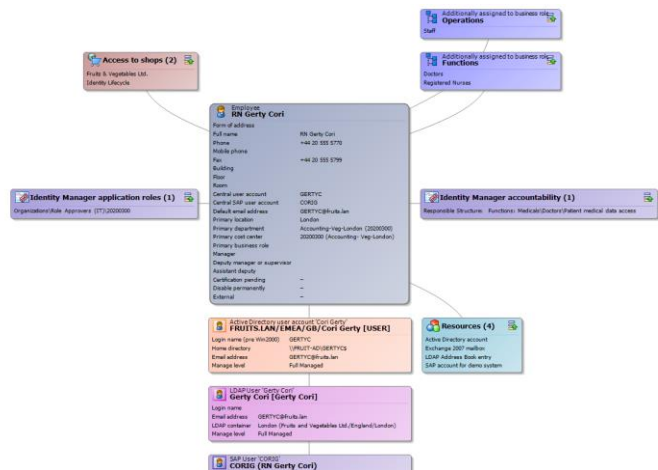 Additionally assigned to business role
Operations
Staff
Access to shops (2)
Fruits & Vegetables Ltd.
Identity Lifecycle
Additionally assigned to business role
Functions
Doctors
Registered Nurses
Employee
RN Gerty Cori
Form of address
Full name RN Gerty Cori
Phone +44 20 555 5770
Mobile phone
Fax +44 20 555 5799
Building
Floor
Room
Central user account GERTYC
Central SAP user account CORIG
Default email address GERTYC@fruits.lan
Primary location London
Primary department Accounting-Veg-London (20200300)
Primary cost center 20200300 (Accounting: Veg-London)
Primary business role
Manager
Deputy manager or supervisor
Assistant deputy
Certification pending –
Disable permanently –
External –
Identity Manager application roles (1)
Organizations\Role Approvers (IT)\20200300
Identity Manager accountability (1)
Responsible Structure: Functions: Medicals\Doctors\Patient medical data access
Active Directory user account 'Cori Gerty'
FRUITS.LAN/EMEA/GB/Cori Gerty [USER]
Login name (pre Win2000) GERTYC
Home directory \\FRUIT-AD\GERTYC$
Email address GERTYC@fruits.lan
Manage level Full Managed
Resources (4)
Active Directory account
Exchange 2007 mailbox
LDAP Address Book entry
SAP account for demo system
LDAP User 'Gerty Cori'
Gerty Cori [Gerty Cori]
Login name
Email address GERTYC@fruits.lan
LDAP container London (Fruits and Vegetables Ltd./England/London)
Manage level Full Managed
SAP User 'CORIG'
CORIG (RN Gerty Cori)